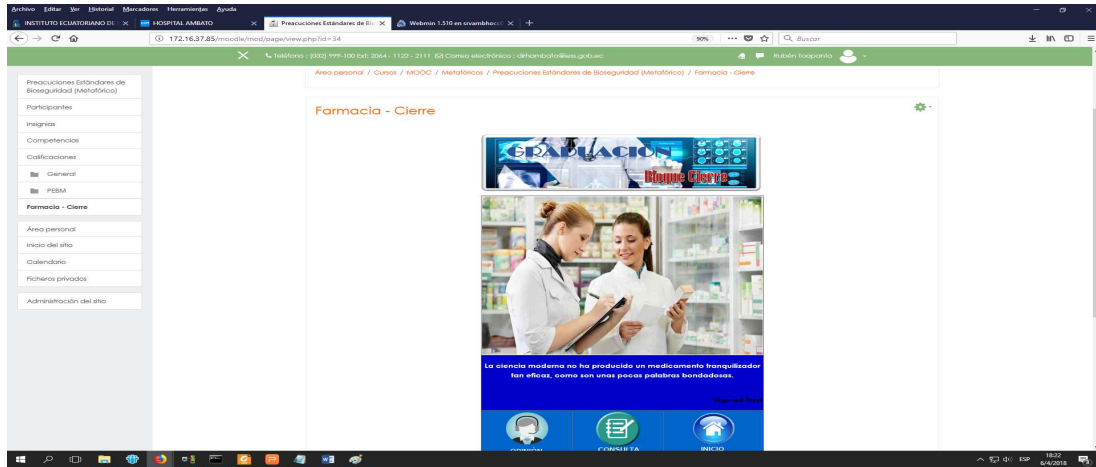 Archivo Editar Ver Historial Marcadores Herramientas Ayuda
INSTITUTO ECUATORIANO DE
HOSPITAL AMBATO
Preacuciones Estándares de Bio
Webmin 1.510 en srvambhocc
172.16.37.85/moodle/mod/page/view.php?id=34
90%
Buscar
Teléfono : (032) 999-100 Ext: 2064 - 1122 - 2111
Correo electrónico : dirhambato@iess.gob.ec
Rubén toapanta
Área personal / Cursos / MOOC / Metafóricos / Preacuciones Estándares de Bioseguridad (Metafórico) / Farmacia - Cierre
Preacuciones Estándares de
Bioseguridad (Metafórico)
Participantes
Insignias
Competencias
Calificaciones
General
PEBM
Farmacia - Cierre
Área personal
Inicio del sitio
Calendario
Ficheros privados
Administración del sitio
Farmacia - Cierre
GRADUACION
Bloque Cierre
La ciencia moderna no ha producido un medicamento tranquilizador
tan eficaz, como son unas pocas palabras bondadosas.
OPINIÓN
CONSULTA
INICIO
ESP
18:22
6/4/2018